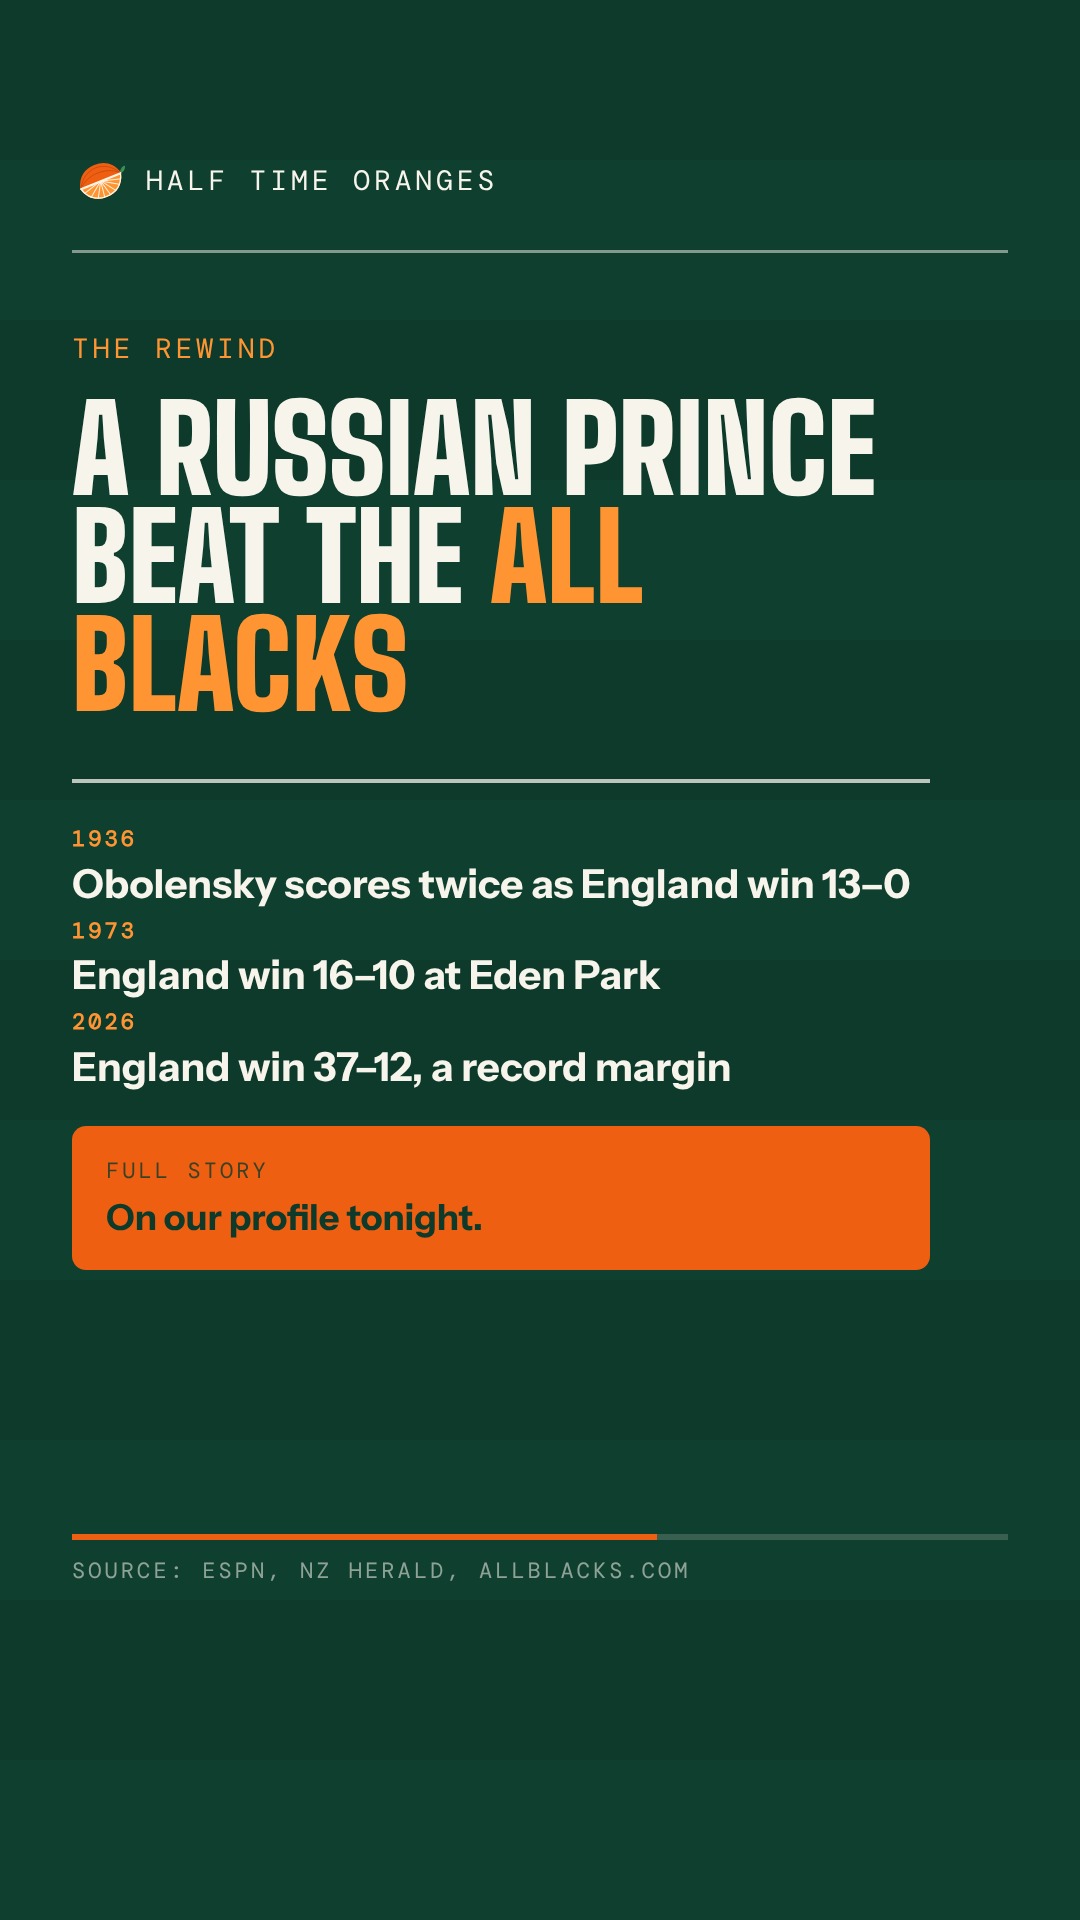 HALF TIME ORANGES
THE REWIND
A RUSSIAN PRINCE
BEAT THE ALL
BLACKS
1936
Obolensky scores twice as England win 13–0
1973
England win 16–10 at Eden Park
2026
England win 37–12, a record margin
FULL STORY
On our profile tonight.
SOURCE: ESPN, NZ HERALD, ALLBLACKS.COM